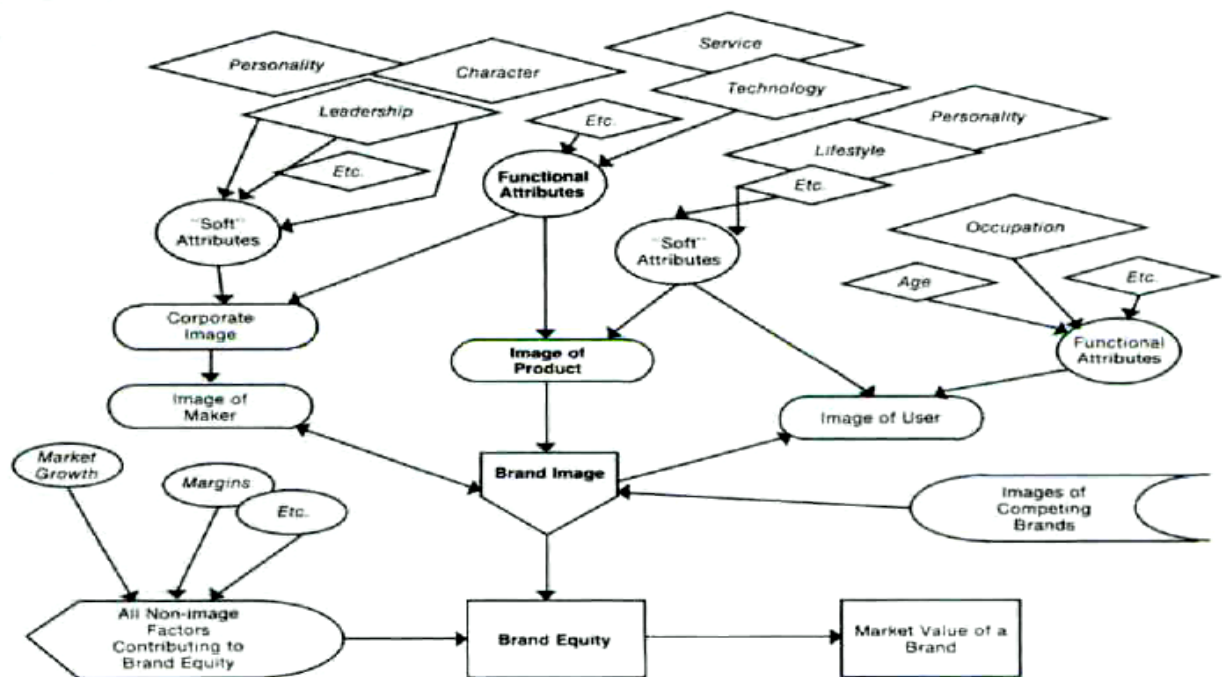 Service
Personality
Character
Technology
Leadership
Etc.
Personality
Lifestyle
Etc.
Functional
Attributes
Etc.
"Soft"
Attributes
Occupation
"Soft"
Attributes
Age
Etc.
Corporate
Image
Functional
Attributes
Image of
Product
Image of
Maker
Image of User
Market
Growth
Brand Image
Margins
Images of
Competing
Brands
Etc.
All Non-image
Factors
Contributing to
Brand Equity
Brand Equity
Market Value of a
Brand